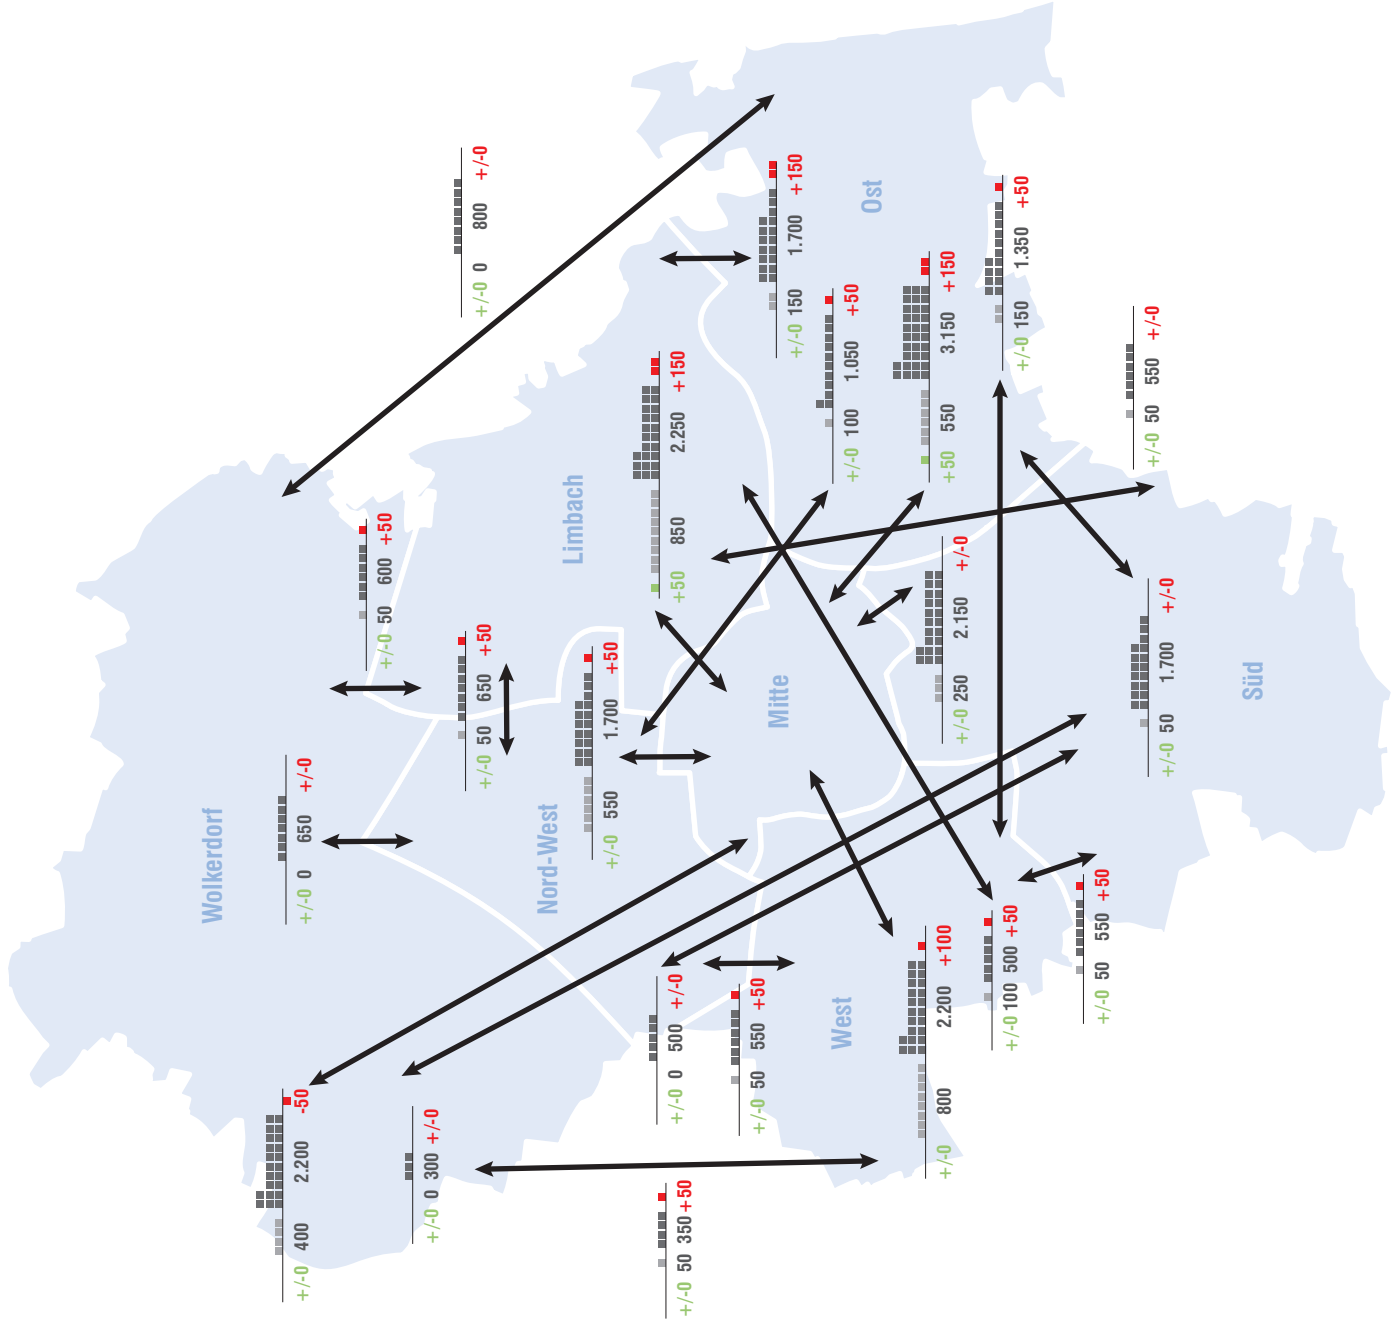 +/-0 400 2.200 -50
+/-0 0 300 +/-0
+/-0 50 350 +50
Wolkerdorf
+/-0 0 650 +/-0
+/-0 50 600 +50
+/-0 0 800 +/-0
+/-0 50 650 +50
Nord-West
Limbach
+/-0 550 1.700 +50
+50 850 2.250 +150
+/-0 0 500 +/-0
+/-0 50 550 +50
Mitte
+/-0 150 1.700 +150
West
+/-0 100 1.050 +50
Ost
+/-0 800 2.200 +100
+/-0 250 2.150 +/-0
+50 550 3.150 +150
+/-0 100 500 +50
+/-0 150 1.350 +50
+/-0 50 550 +50
+/-0 50 1.700 +/-0
+/-0 50 550 +/-0
Süd